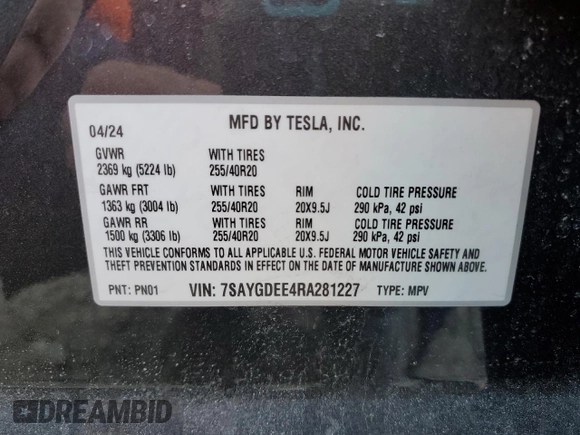 04/24 MFD BY TESLA, INC.
GVWR WITH TIRES
2369 kg (5224 lb) 255/40R20
GAWR FRT WITH TIRES RIM COLD TIRE PRESSURE
1363 kg (3004 lb) 255/40R20 20X9.5J 290 kPa, 42 psi
GAWR RR WITH TIRES RIM COLD TIRE PRESSURE
1500 kg (3306 lb) 255/40R20 20X9.5J 290 kPa, 42 psi
THIS VEHICLE CONFORMS TO ALL APPLICABLE U.S. FEDERAL MOTOR VEHICLE SAFETY AND
THEFT PREVENTION STANDARDS IN EFFECT ON THE DATE OF MANUFACTURE SHOWN ABOVE.
PNT: PN01 VIN: 7SAYGDEE4RA281227 TYPE: MPV
DREAMBID